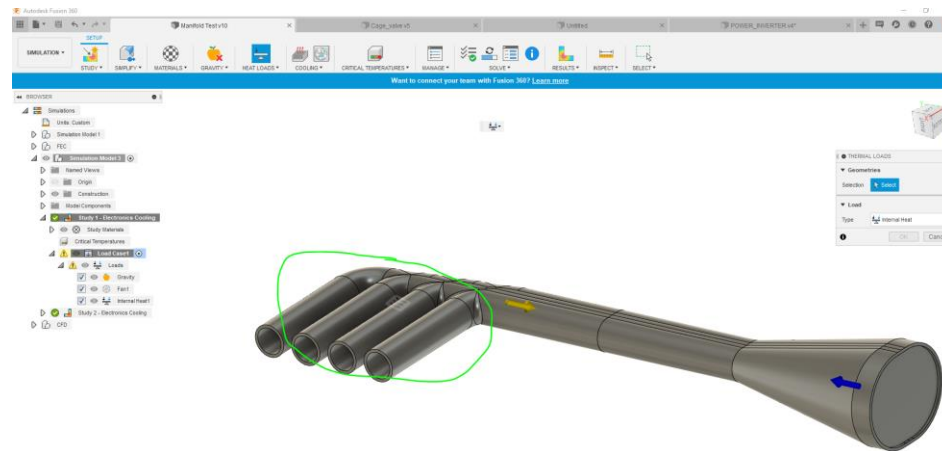 Autodesk Fusion 360
Manifold Test v10
Cage_valve v5
Untitled
POWER_INVERTER v4*
SETUP
SIMULATION
STUDY
SIMPLIFY
MATERIALS
GRAVITY
HEAT LOADS
COOLING
CRITICAL TEMPERATURES
MANAGE
SOLVE
RESULTS
INSPECT
SELECT
Want to connect your team with Fusion 360? Learn more
BROWSER
Simulations
Units: Custom
Simulation Model 1
FEC
Simulation Model 3
Named Views
Origin
Construction
Model Components
Study 1 - Electronics Cooling
Study Materials
Critical Temperatures
Load Case1
Loads
Gravity
Fan1
Internal Heat1
Study 2 - Electronics Cooling
CFD
THERMAL LOADS
Geometries
Selection Select
Load
Type Internal Heat
OK Canc